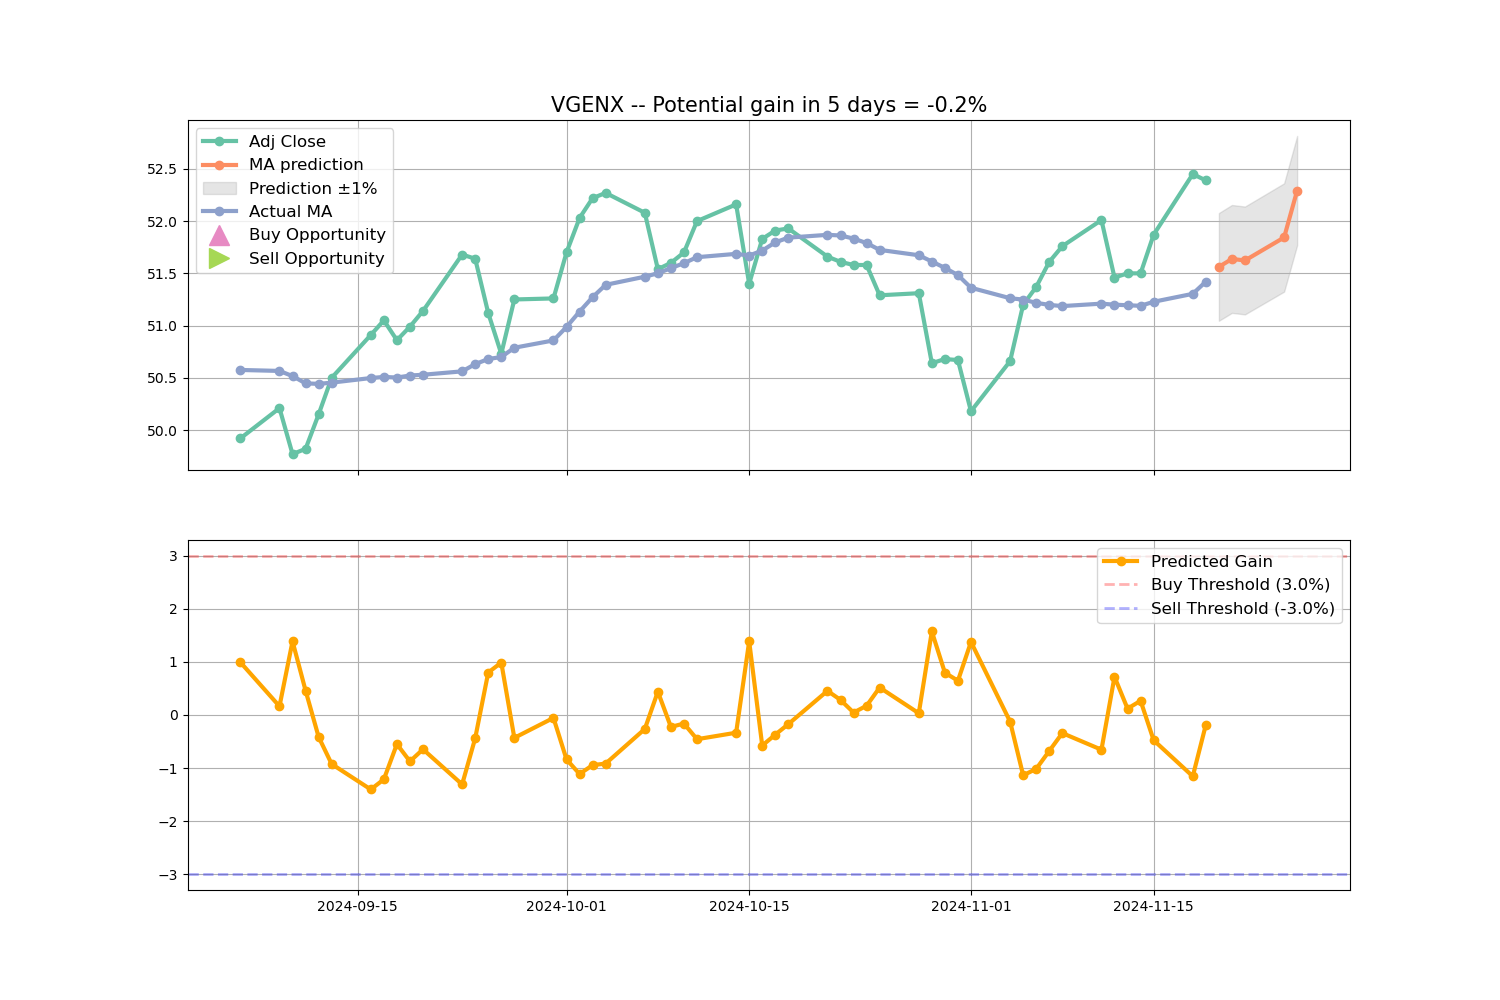 VGENX -- Potential gain in 5 days = -0.2%
Adj Close
MA prediction
Prediction ±1%
Actual MA
Buy Opportunity
Sell Opportunity
52.5
52.0
51.5
51.0
50.5
50.0
Predicted Gain
Buy Threshold (3.0%)
Sell Threshold (-3.0%)
3
2
1
0
−1
−2
−3
2024-09-15
2024-10-01
2024-10-15
2024-11-01
2024-11-15